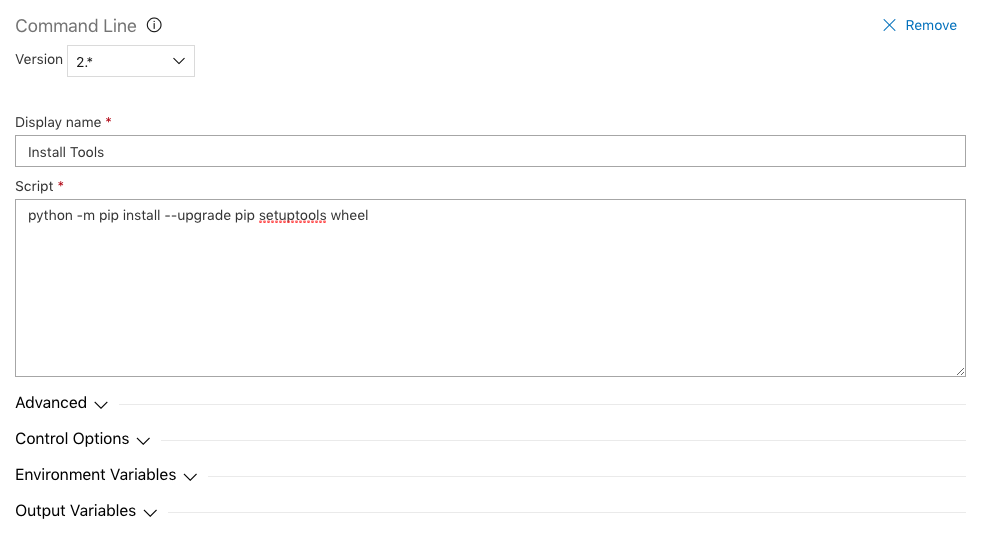 Command Line
Remove
Version 2.*
Display name *
Install Tools
Script *
python -m pip install --upgrade pip setuptools wheel
Advanced
Control Options
Environment Variables
Output Variables